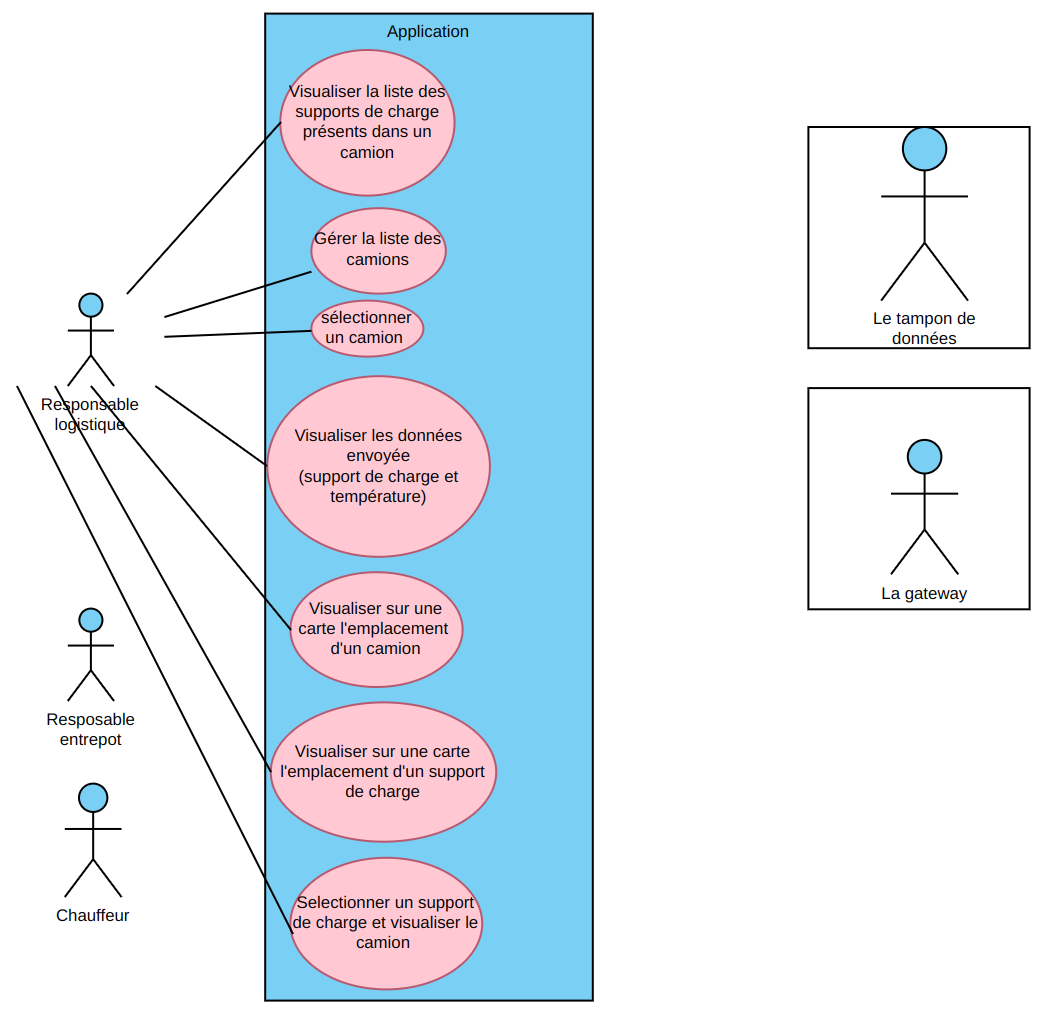 Application
Visualiser la liste des
supports de charge
présents dans un
camion
Gérer la liste des
camions
sélectionner
un camion
Responsable
logistique
Visualiser les données
envoyée
(support de charge et
température)
Visualiser sur une
carte l'emplacement
d'un camion
Resposable
entrepot
Visualiser sur une carte
l'emplacement d'un support
de charge
Selectionner un support
de charge et visualiser le
camion
Chauffeur
Le tampon de
données
La gateway